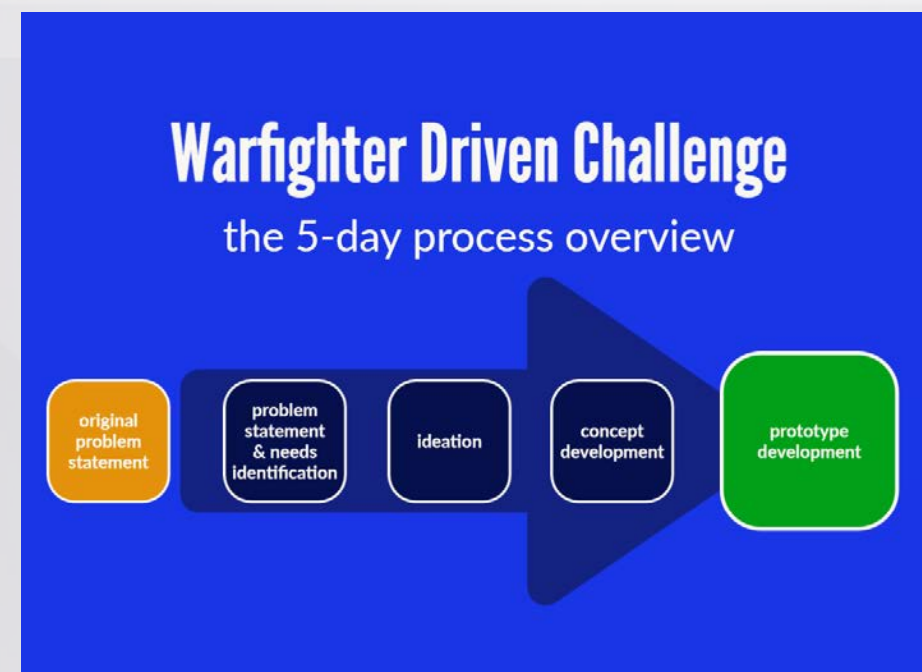 Warfighter Driven Challenge
the 5-day process overview
original
problem
statement
problem
statement
& needs
identification
ideation
concept
development
prototype
development